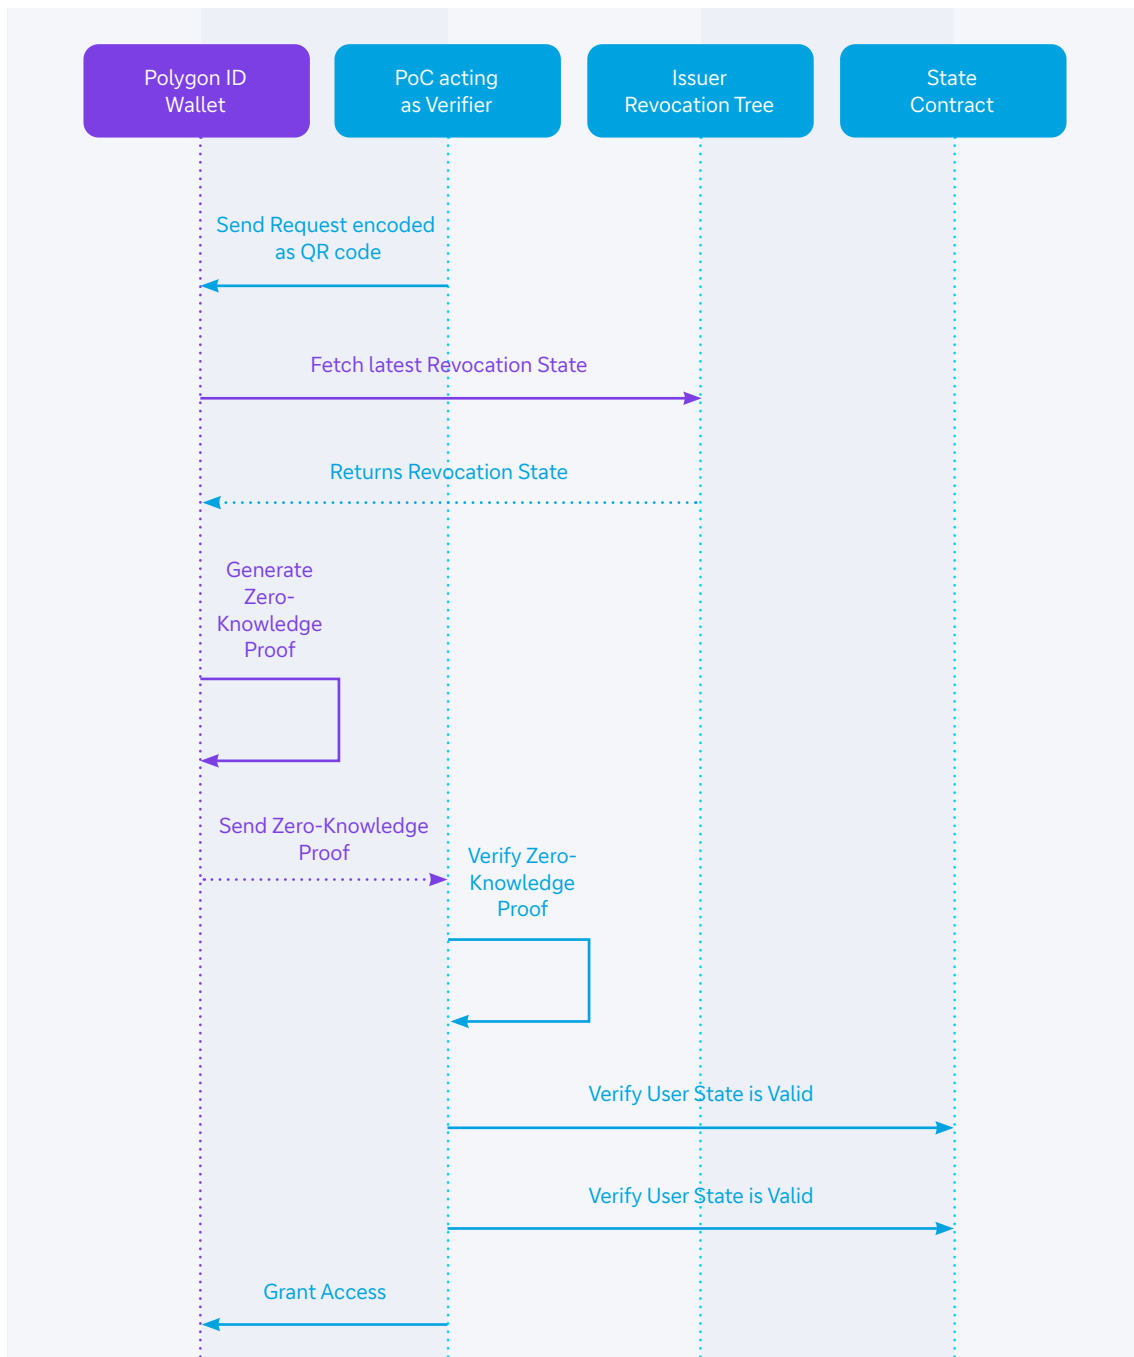 Polygon ID
Wallet
PoC acting
as Verifier
Issuer
Revocation Tree
State
Contract
Send Request encoded
as QR code
Fetch latest Revocation State
Returns Revocation State
Generate
Zero-
Knowledge
Proof
Send Zero-Knowledge
Proof
Verify Zero-
Knowledge
Proof
Verify User State is Valid
Verify User State is Valid
Grant Access